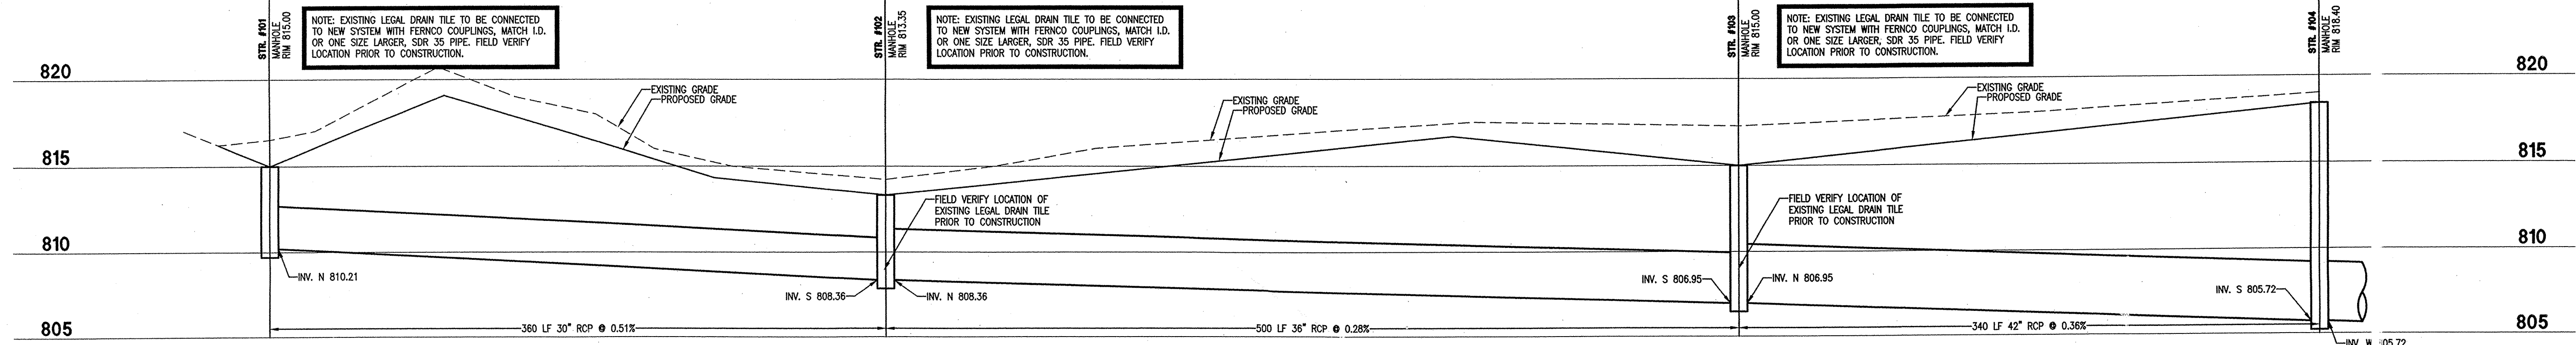 STR. #101
MANHOLE
RIM 815.00
NOTE: EXISTING LEGAL DRAIN TILE TO BE CONNECTED
TO NEW SYSTEM WITH FERNCO COUPLINGS, MATCH I.D.
OR ONE SIZE LARGER, SDR 35 PIPE. FIELD VERIFY
LOCATION PRIOR TO CONSTRUCTION.
STR. #102
MANHOLE
RIM 813.35
NOTE: EXISTING LEGAL DRAIN TILE TO BE CONNECTED
TO NEW SYSTEM WITH FERNCO COUPLINGS, MATCH I.D.
OR ONE SIZE LARGER, SDR 35 PIPE. FIELD VERIFY
LOCATION PRIOR TO CONSTRUCTION.
STR. #103
MANHOLE
RIM 815.00
NOTE: EXISTING LEGAL DRAIN TILE TO BE CONNECTED
TO NEW SYSTEM WITH FERNCO COUPLINGS, MATCH I.D.
OR ONE SIZE LARGER, SDR 35 PIPE. FIELD VERIFY
LOCATION PRIOR TO CONSTRUCTION.
STR. #104
MANHOLE
RIM 818.40
820
820
EXISTING GRADE
PROPOSED GRADE
EXISTING GRADE
PROPOSED GRADE
EXISTING GRADE
PROPOSED GRADE
815
815
FIELD VERIFY LOCATION OF
EXISTING LEGAL DRAIN TILE
PRIOR TO CONSTRUCTION
FIELD VERIFY LOCATION OF
EXISTING LEGAL DRAIN TILE
PRIOR TO CONSTRUCTION
810
810
INV. N 810.21
INV. S 808.36
INV. N 808.36
INV. S 806.95
INV. N 806.95
INV. S 805.72
805
360 LF 30" RCP @ 0.51%
500 LF 36" RCP @ 0.28%
340 LF 42" RCP @ 0.36%
805
INV. W 805.72